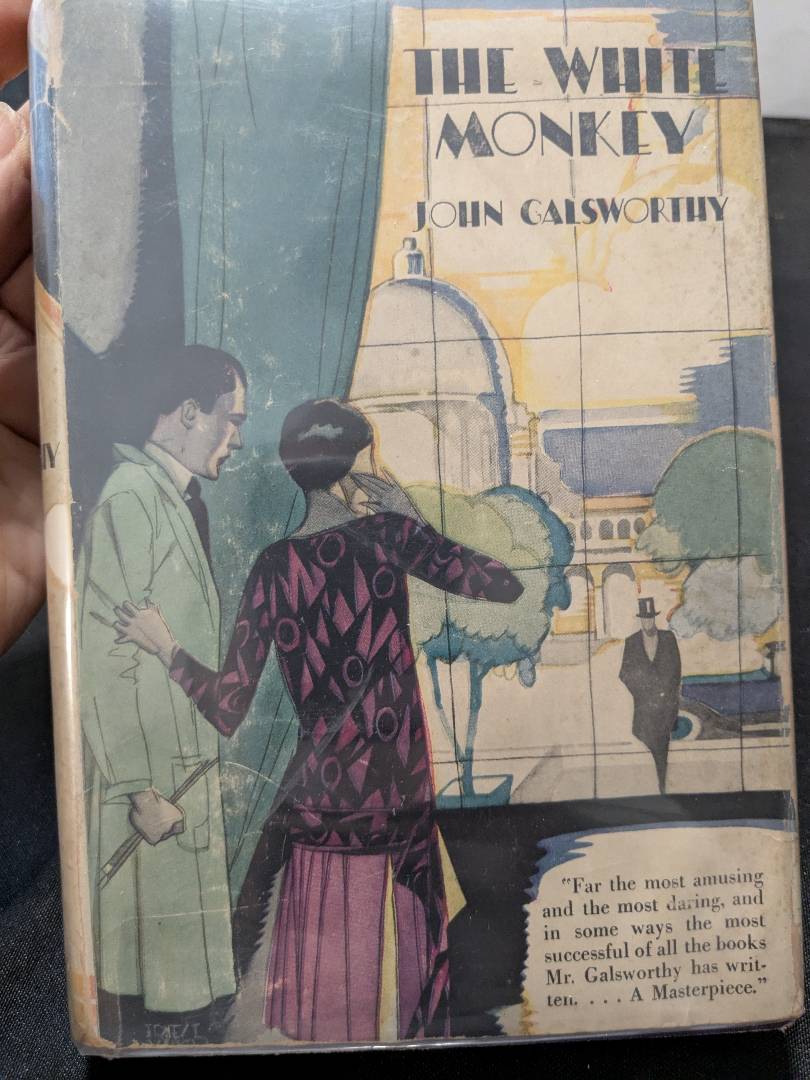 THE WHITE
MONKEY
JOHN GALSWORTHY
"Far the most amusing
and the most daring, and
in some ways the most
successful of all the books
Mr. Galsworthy has writ-
ten. . . . A Masterpiece."